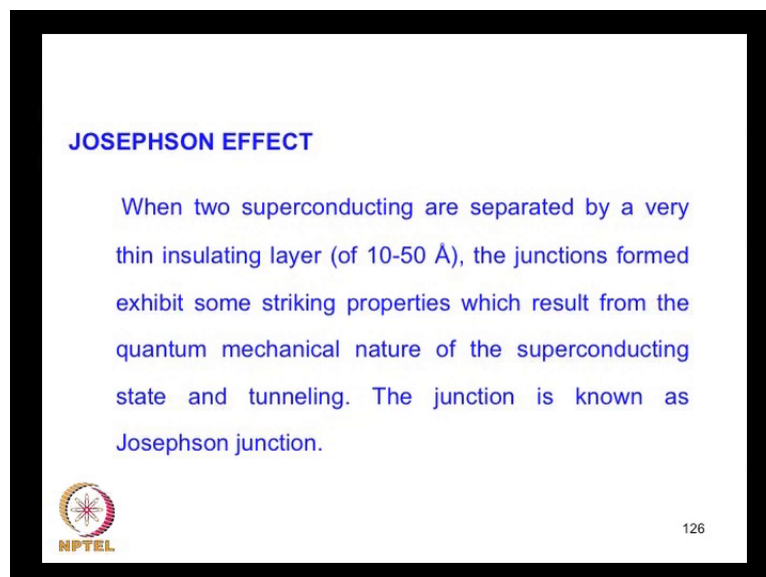 JOSEPHSON EFFECT
When two superconducting are separated by a very
thin insulating layer (of 10-50 Å), the junctions formed
exhibit some striking properties which result from the
quantum mechanical nature of the superconducting
state and tunneling. The junction is known as
Josephson junction.
NPTEL
126